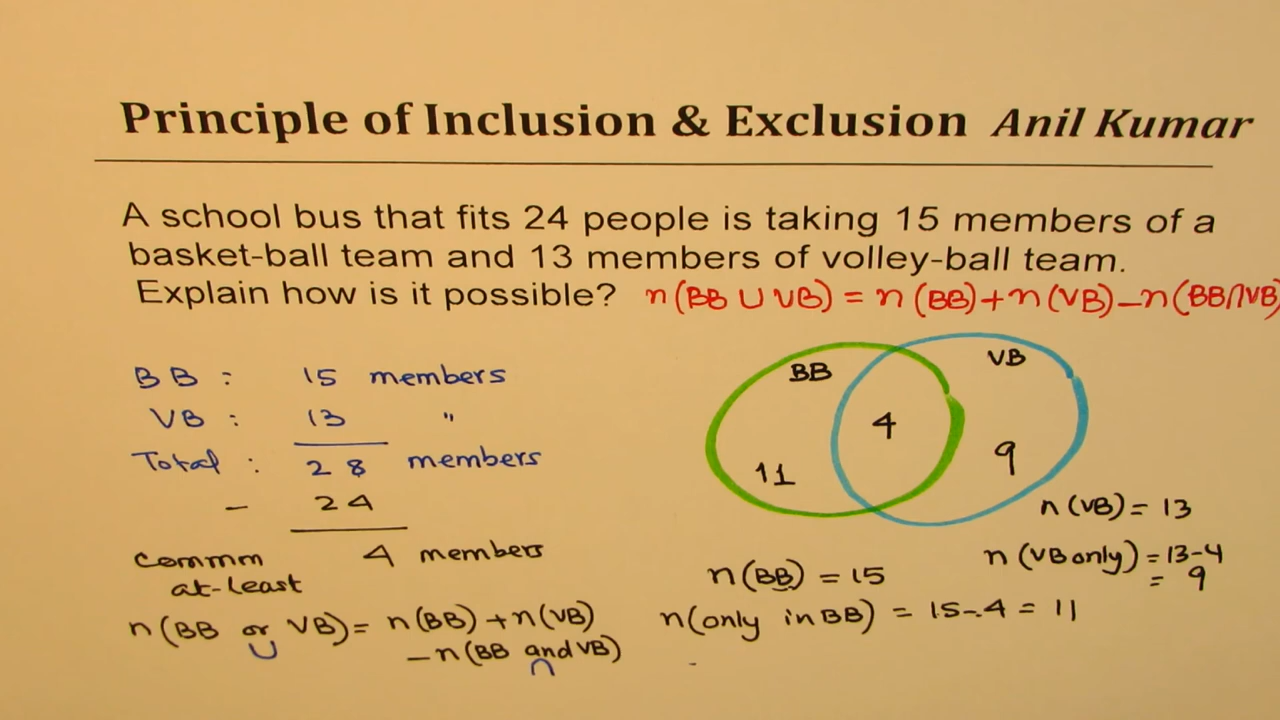 Principle of Inclusion & Exclusion Anil Kumar
A school bus that fits 24 people is taking 15 members of a
basket-ball team and 13 members of volley-ball team.
Explain how is it possible? n(BB ∪ VB) = n(BB)+n(VB)-n(BB∩VB)
BB : 15 members
VB : 13 "
Total : 28 members
- 24
Common 4 members
at-least
n(BB or VB)= n(BB)+n(VB)
∪
-n(BB and VB)
∩
BB
VB
4
11
9
n(VB)= 13
n(VB only)= 13-4
= 9
n(BB) = 15
n(only in BB) = 15-4 = 11